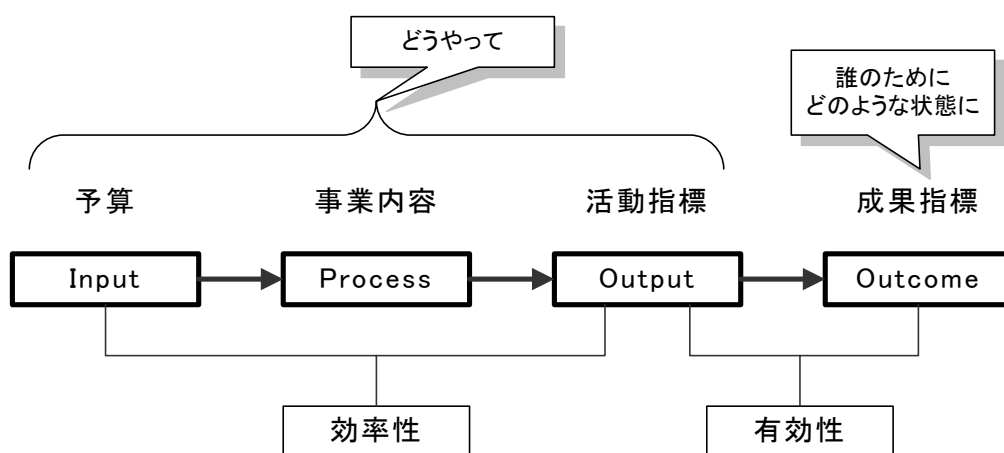 どうやって
誰のために
どのような状態に
予算
事業内容
活動指標
成果指標
Input
Process
Output
Outcome
効率性
有効性